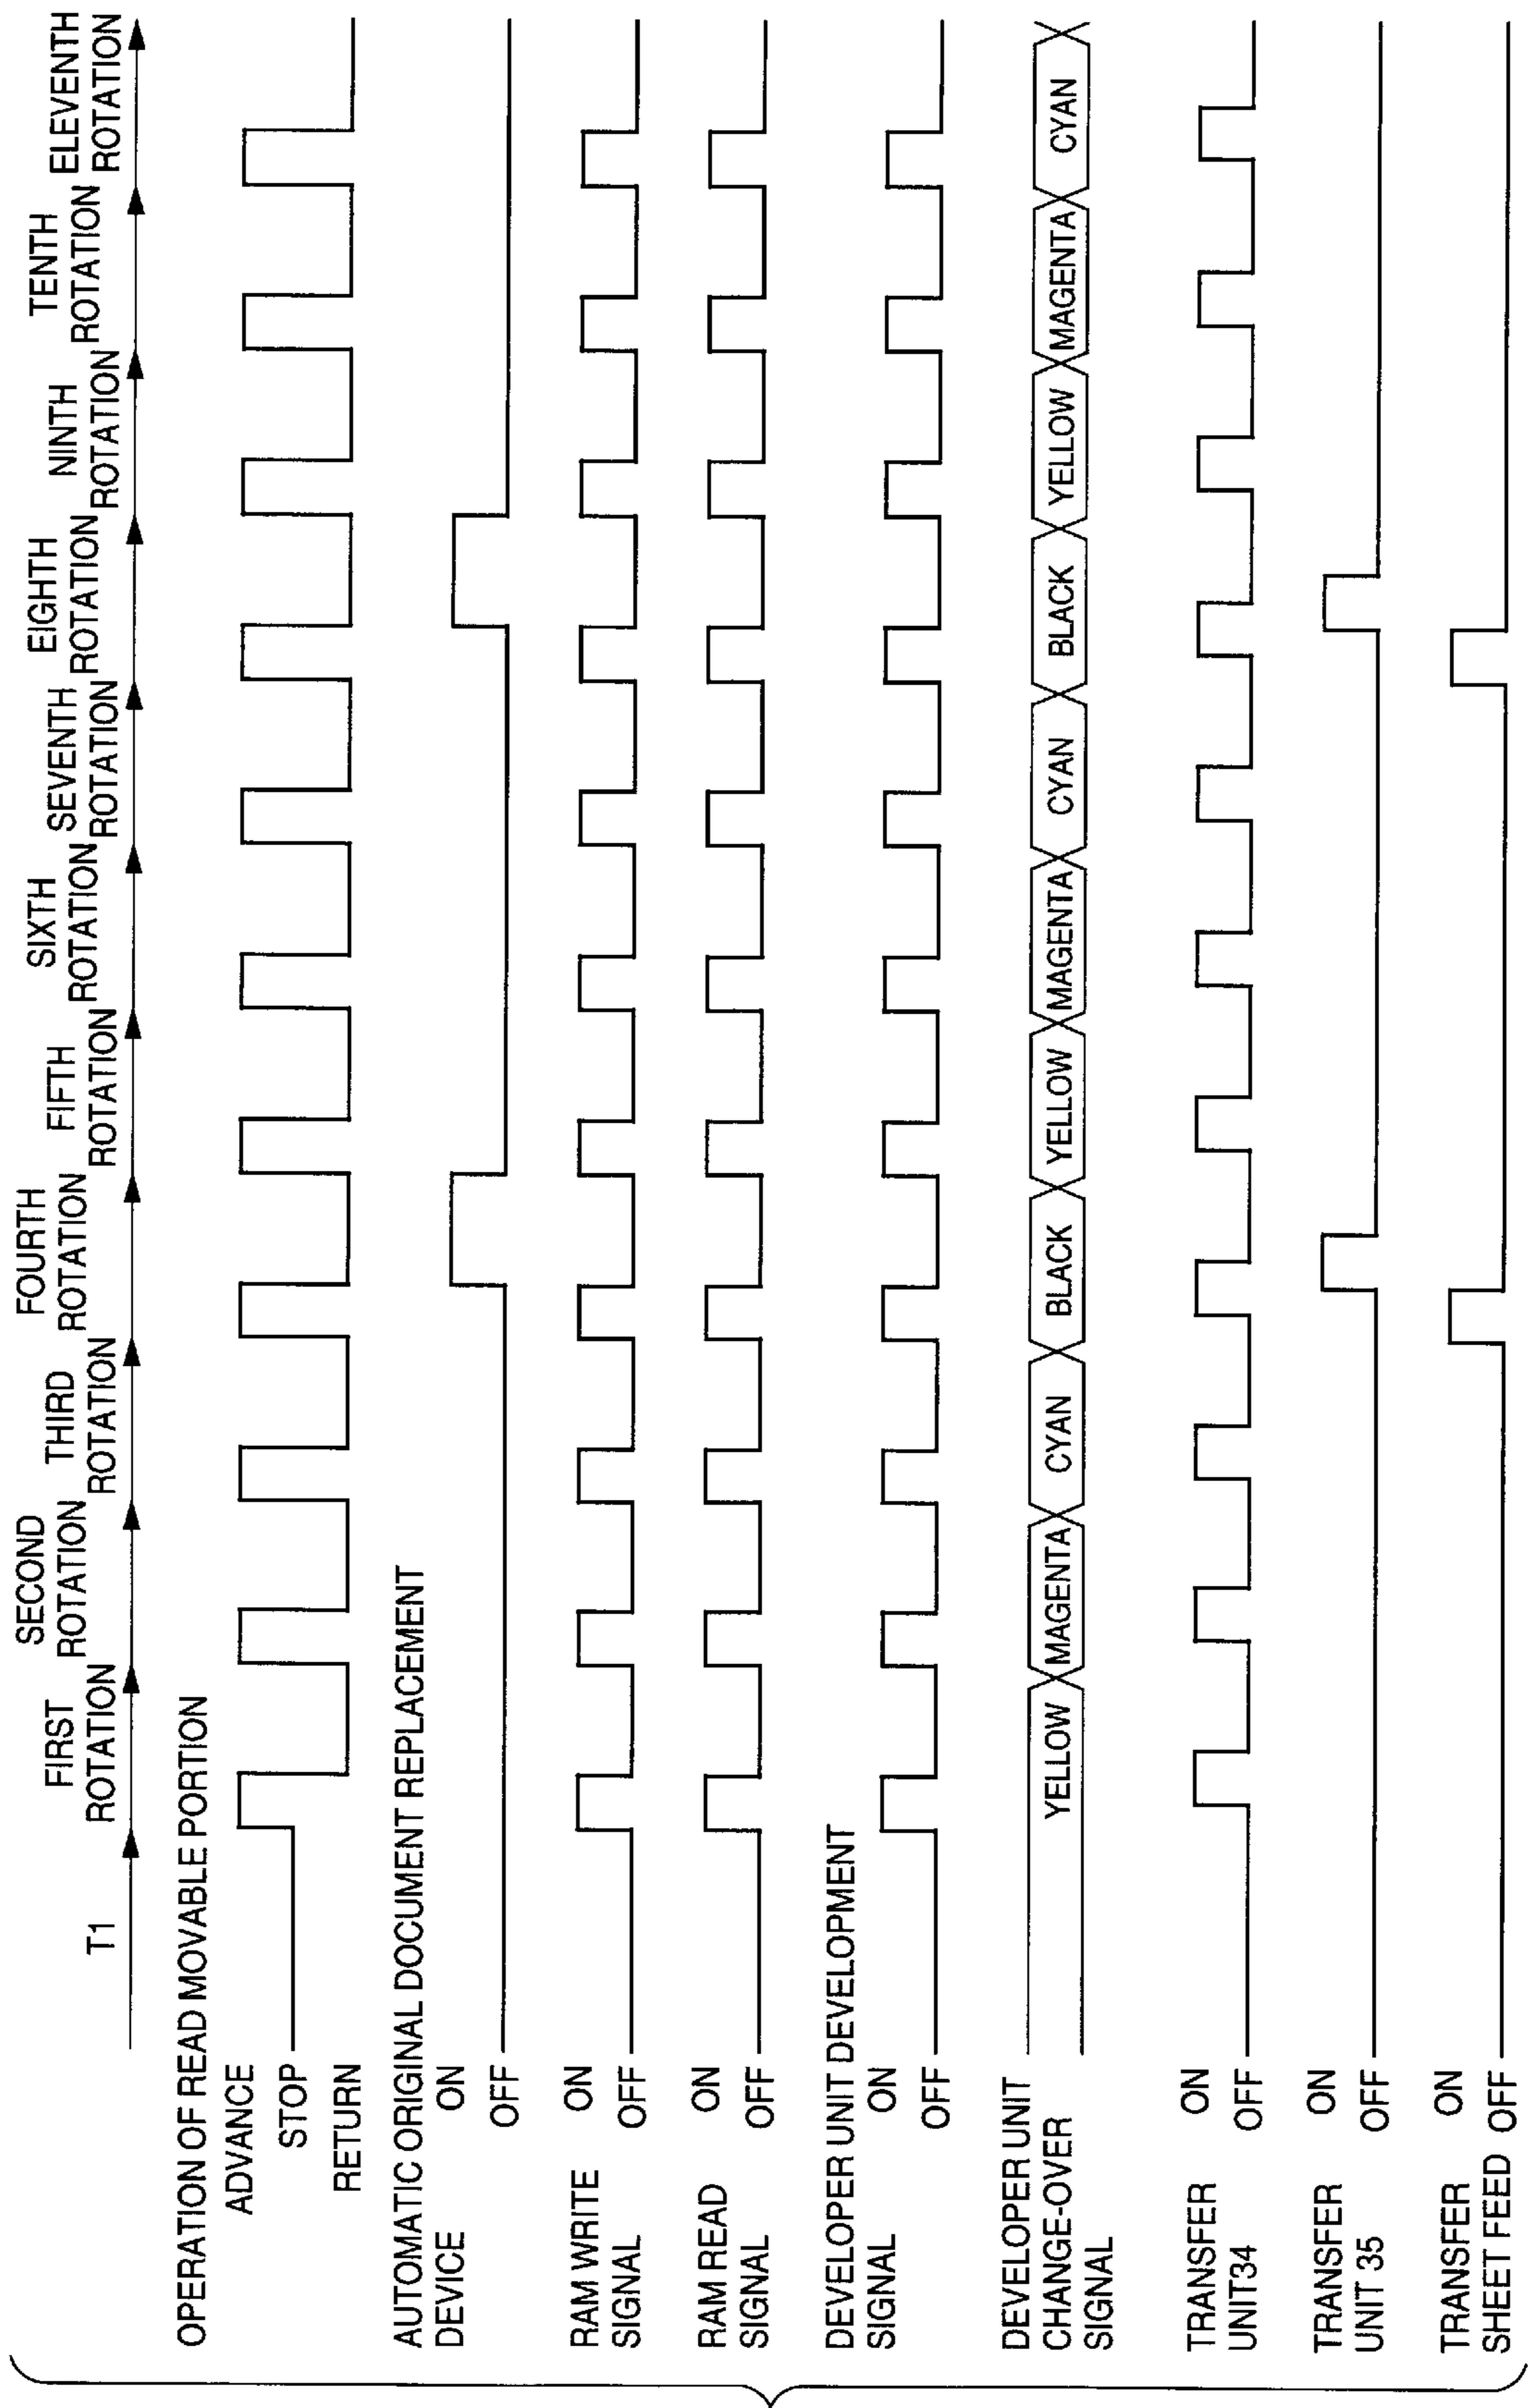 T1
FIRST
ROTATION
SECOND
ROTATION
THIRD
ROTATION
FOURTH
ROTATION
FIFTH
ROTATION
SIXTH
ROTATION
SEVENTH
ROTATION
EIGHTH
ROTATION
NINTH
ROTATION
TENTH
ROTATION
ELEVENTH
ROTATION
OPERATION OF READ MOVABLE PORTION
ADVANCE
STOP
RETURN
AUTOMATIC ORIGINAL DOCUMENT REPLACEMENT
DEVICE ON
OFF
RAM WRITE ON
SIGNAL OFF
RAM READ ON
SIGNAL OFF
DEVELOPER UNIT DEVELOPMENT
SIGNAL ON
OFF
DEVELOPER UNIT
CHANGE-OVER
SIGNAL
YELLOW MAGENTA CYAN BLACK YELLOW MAGENTA CYAN BLACK YELLOW MAGENTA CYAN
TRANSFER ON
UNIT34 OFF
TRANSFER ON
UNIT 35 OFF
TRANSFER ON
SHEET FEED OFF